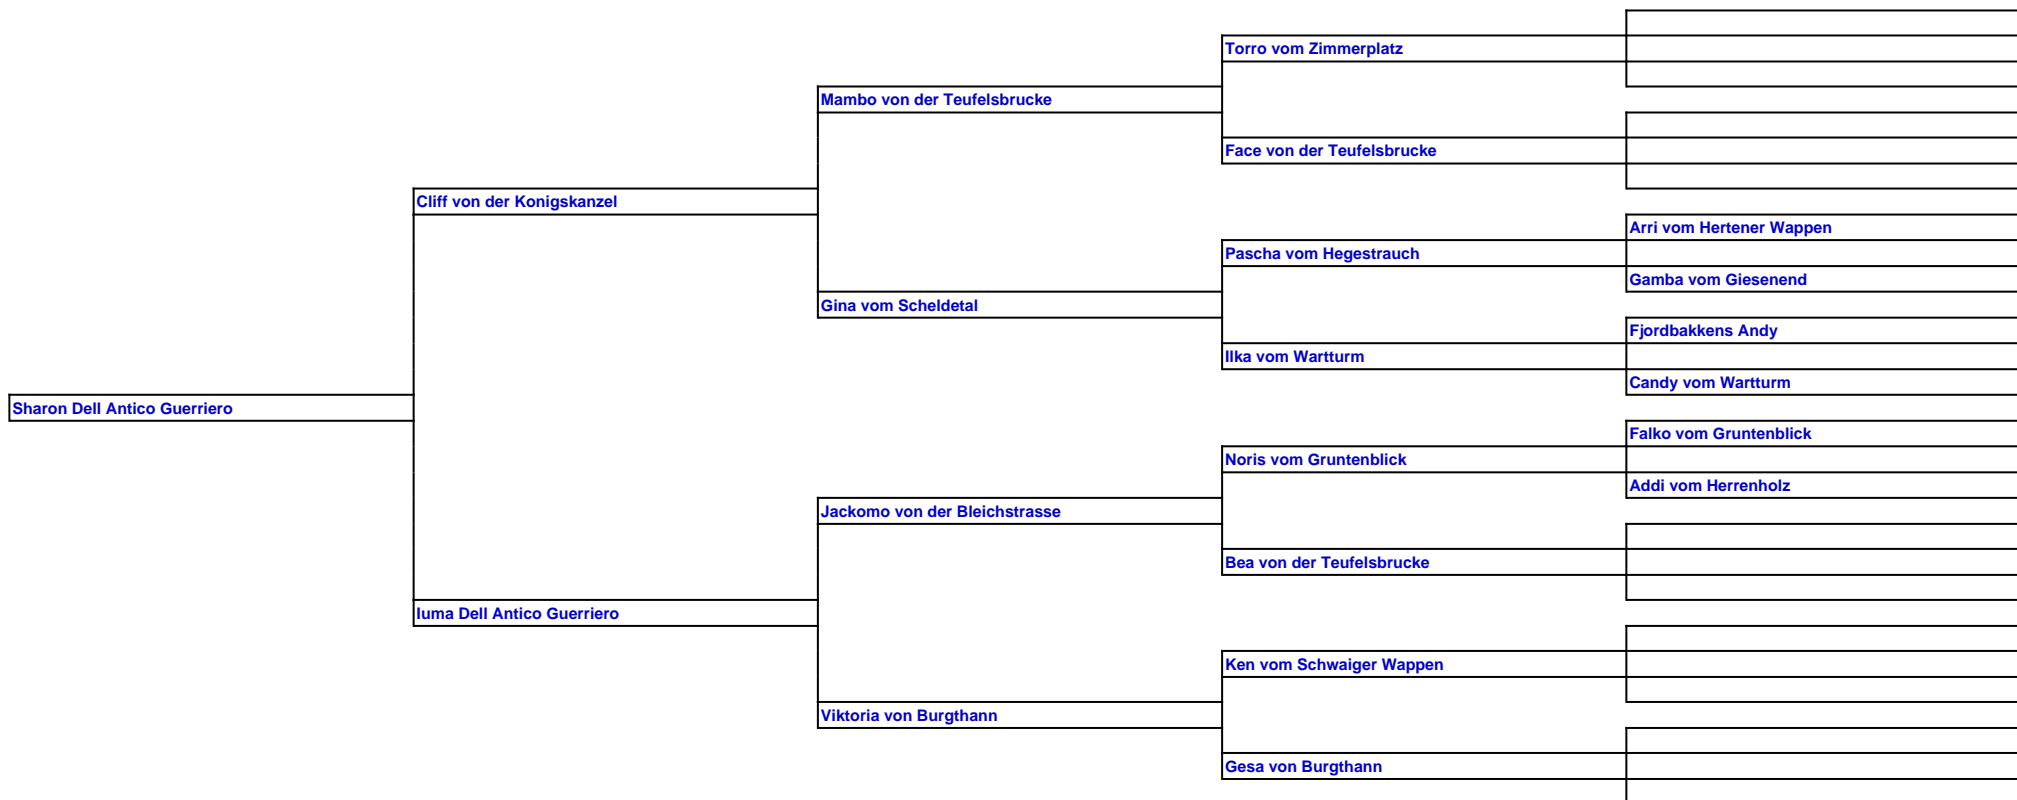 Torro vom Zimmerplatz
Mambo von der Teufelsbrucke
Face von der Teufelsbrucke
Cliff von der Konigskanzel
Arri vom Hertener Wappen
Pascha vom Hegestrauch
Gamba vom Giesenend
Gina vom Scheldetal
Fjordbakkens Andy
Ilka vom Wartturm
Candy vom Wartturm
Sharon Dell Antico Guerriero
Falko vom Gruntenblick
Noris vom Gruntenblick
Addi vom Herrenholz
Jackomo von der Bleichstrasse
Bea von der Teufelsbrucke
Iuma Dell Antico Guerriero
Ken vom Schwaiger Wappen
Viktoria von Burgthann
Gesa von Burgthann